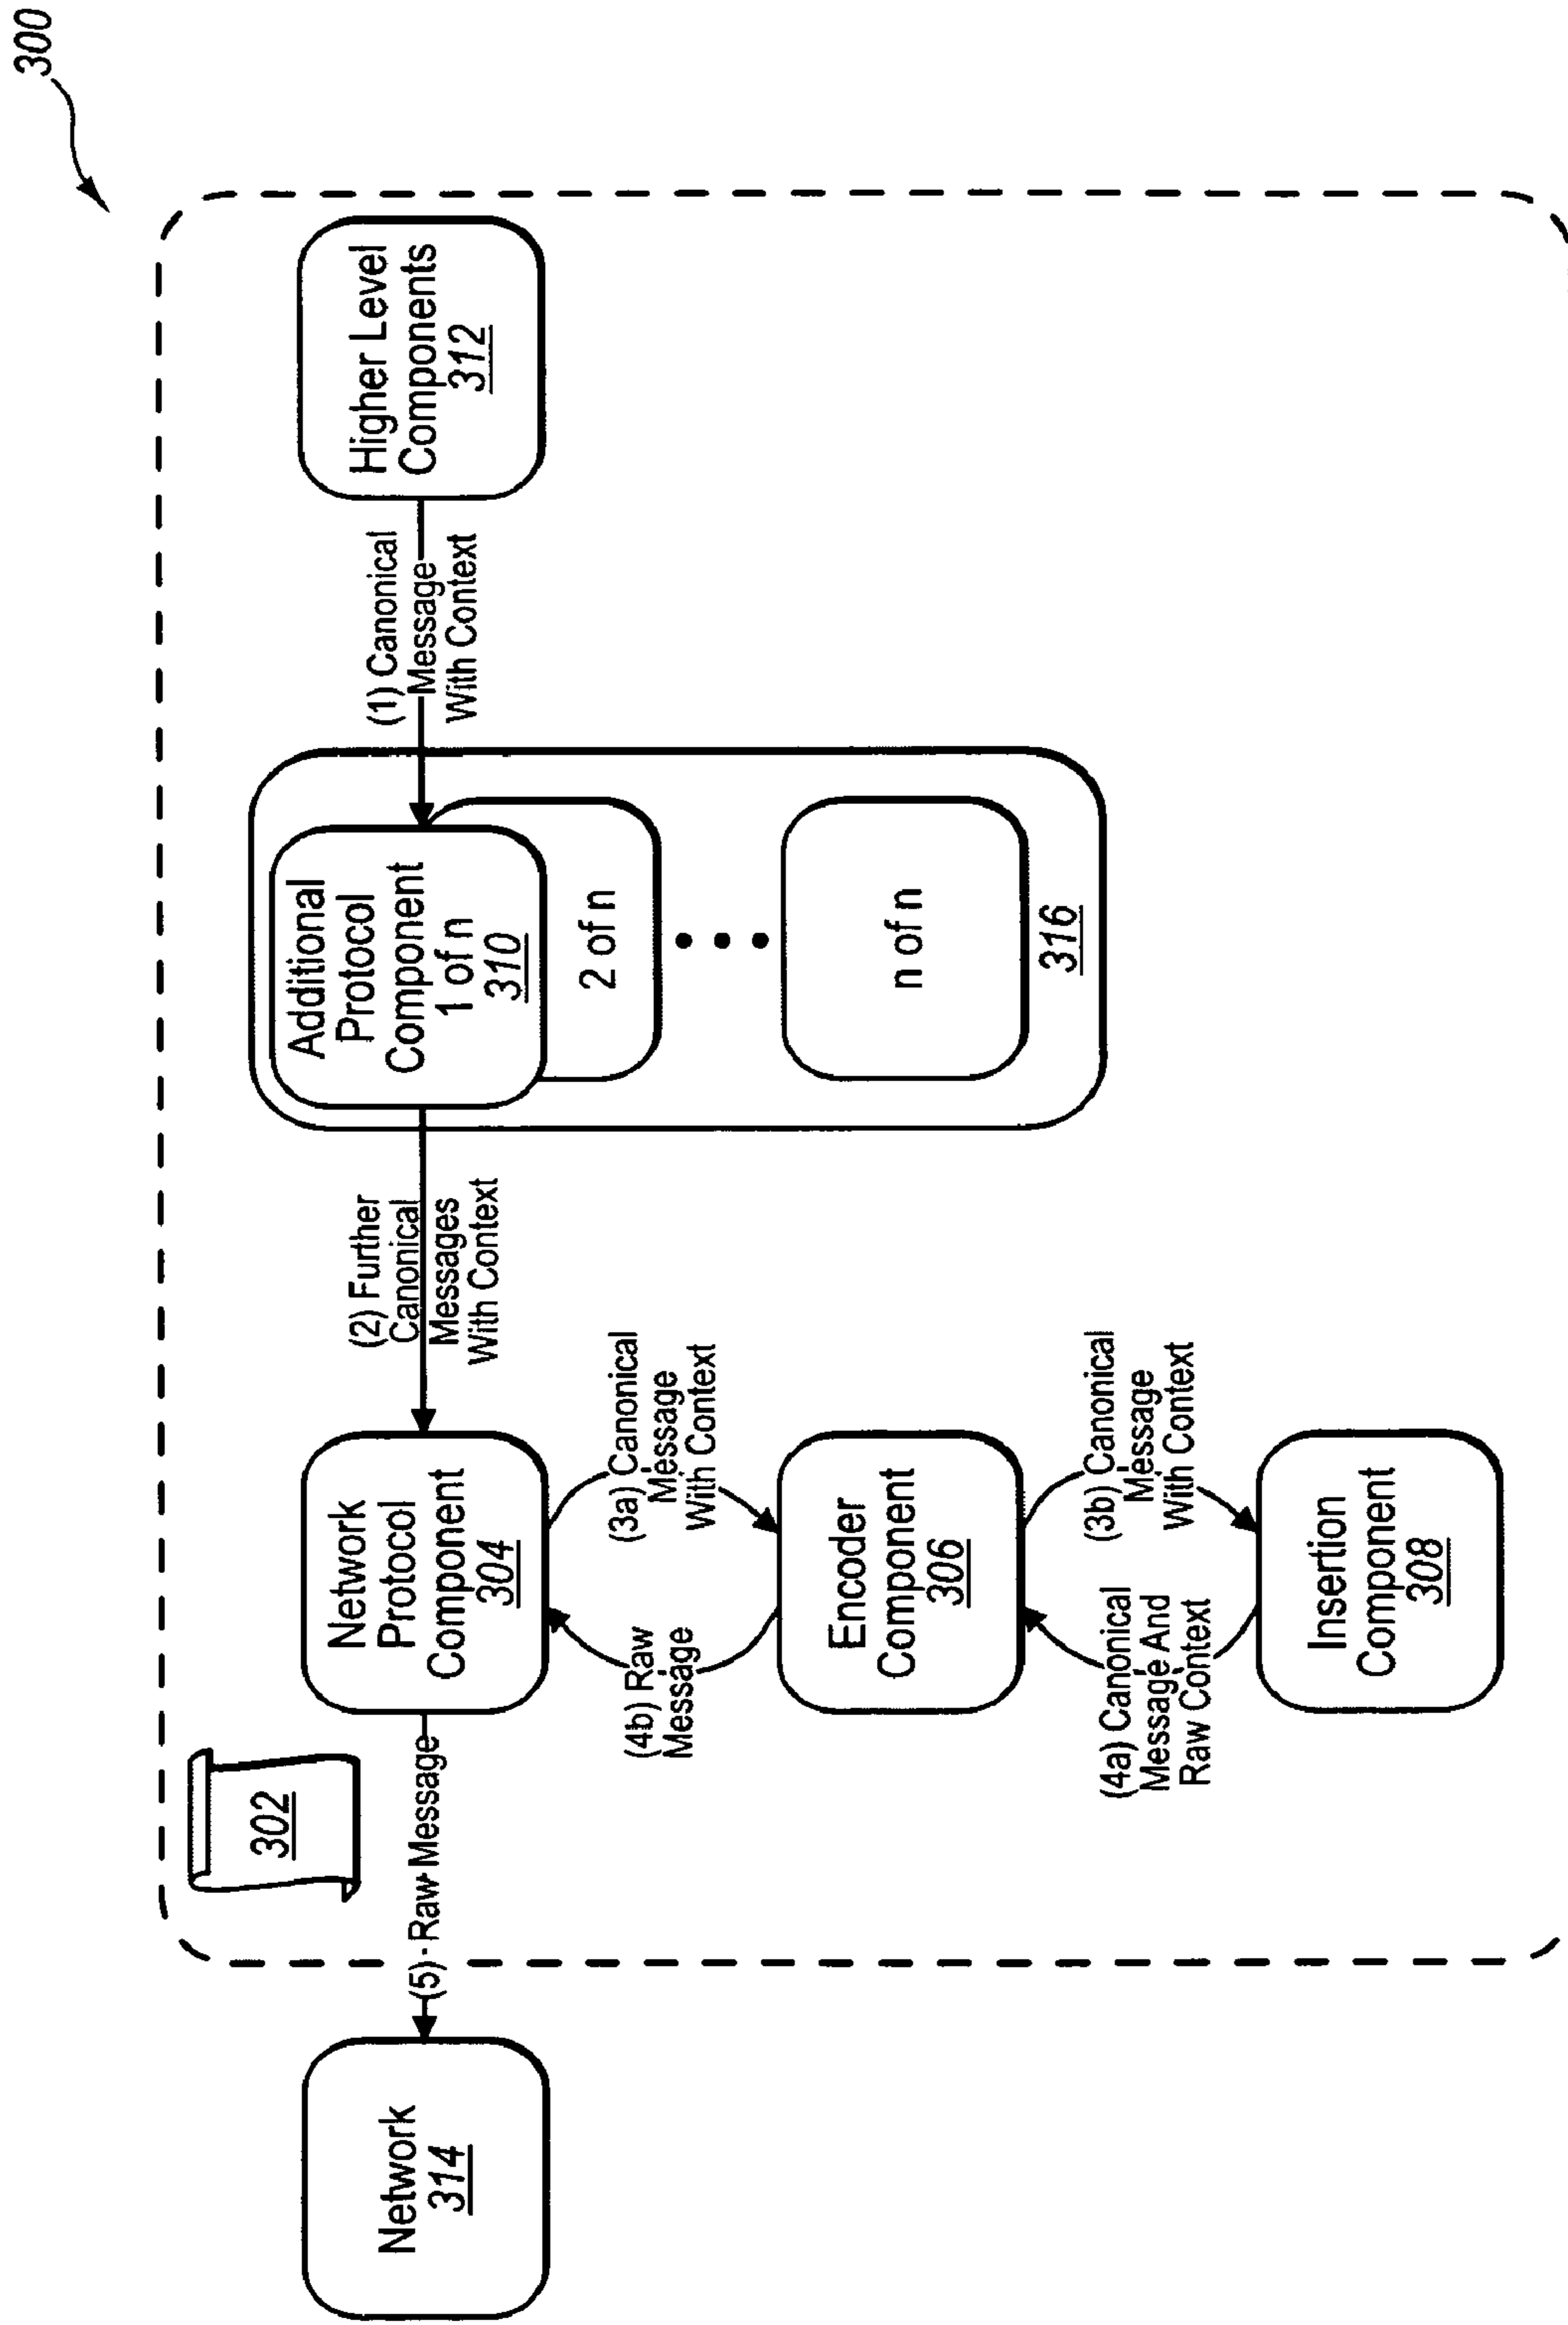 300
Network
314
(5) Raw Message
302
Network
Protocol
Component
304
(2) Further
Canonical
Messages
With Context
Additional
Protocol
Component
1 of n
310
2 of n
n of n
316
(1) Canonical
Message
With Context
Higher Level
Components
312
(4b) Raw
Message
(3a) Canonical
Message
With Context
Encoder
Component
306
(4a) Canonical
Message And
Raw Context
(3b) Canonical
Message
With Context
Insertion
Component
308